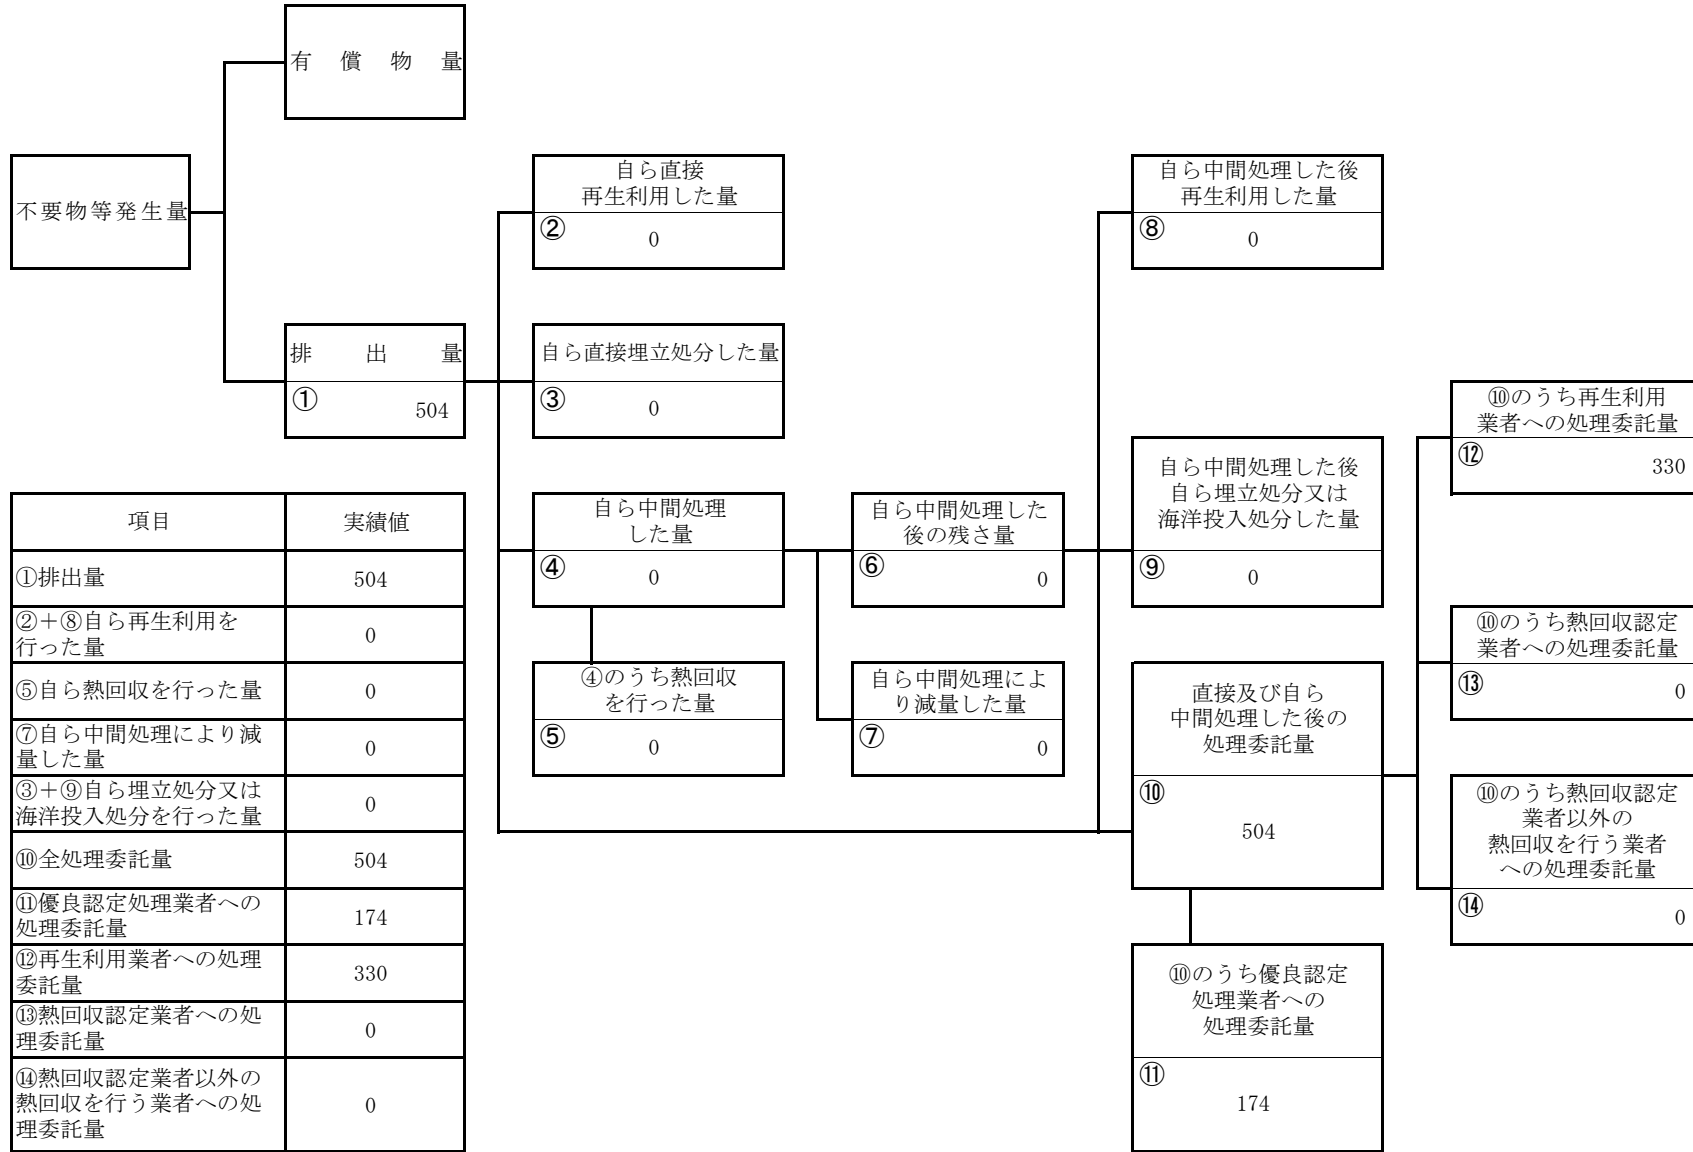 有償物量
不要物等発生量
排出量
①
504
自ら直接
再生利用した量
②
0
自ら直接埋立処分した量
③
0
自ら中間処理
した量
④
0
④のうち熱回収
を行った量
⑤
0
自ら中間処理した
後の残さ量
⑥
0
自ら中間処理によ
り減量した量
⑦
0
自ら中間処理した後
再生利用した量
⑧
0
自ら中間処理した後
自ら埋立処分又は
海洋投入処分した量
⑨
0
直接及び自ら
中間処理した後の
処理委託量
⑩
504
⑩のうち優良認定
処理業者への
処理委託量
⑪
174
⑩のうち再生利用
業者への処理委託量
⑫
330
⑩のうち熱回収認定
業者への処理委託量
⑬
0
⑩のうち熱回収認定
業者以外の
熱回収を行う業者
への処理委託量
⑭
0
項目 実績値
①排出量 504
②+⑧自ら再生利用を
行った量 0
⑤自ら熱回収を行った量 0
⑦自ら中間処理により減
量した量 0
③+⑨自ら埋立処分又は
海洋投入処分を行った量 0
⑩全処理委託量 504
⑪優良認定処理業者への
処理委託量 174
⑫再生利用業者への処理
委託量 330
⑬熱回収認定業者への処
理委託量 0
⑭熱回収認定業者以外の
熱回収を行う業者への処
理委託量 0